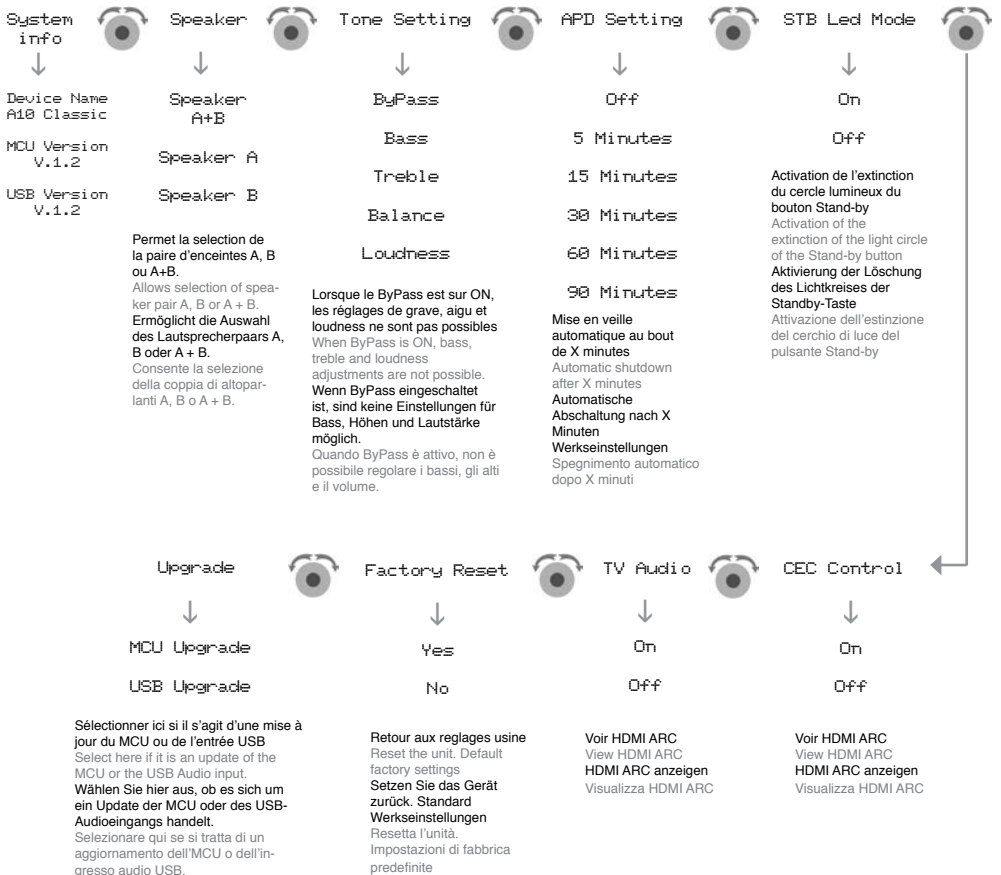 System
info
Speaker
Tone Setting
APD Setting
STB Led Mode
Device Name
A10 Classic
MCU Version
V.1.2
USB Version
V.1.2
Speaker
A+B
Speaker A
Speaker B
Permet la selection de
la paire d'enceintes A, B
ou A+B.
Allows selection of spea-
ker pair A, B or A + B.
Ermöglicht die Auswahl
des Lautsprecherpaars A,
B oder A + B.
Consente la selezione
della coppia di altopar-
lanti A, B o A + B.
ByPass
Bass
Treble
Balance
Loudness
Lorsque le ByPass est sur ON,
les réglages de grave, aigu et
loudness ne sont pas possibles
When ByPass is ON, bass,
treble and loudness
adjustments are not possible.
Wenn ByPass eingeschaltet
ist, sind keine Einstellungen für
Bass, Höhen und Lautstärke
möglich.
Quando ByPass è attivo, non è
possibile regolare i bassi, gli alti
e il volume.
Off
5 Minutes
15 Minutes
30 Minutes
60 Minutes
90 Minutes
Mise en veille
automatique au bout
de X minutes
Automatic shutdown
after X minutes
Automatische
Abschaltung nach X
Minuten
Werkseinstellungen
Spegnimento automatico
dopo X minuti
On
Off
Activation de l'extinction
du cercle lumineux du
bouton Stand-by
Activation of the
extinction of the light circle
of the Stand-by button
Aktivierung der Löschung
des Lichtkreises der
Standby-Taste
Attivazione dell'estinzione
del cerchio di luce del
pulsante Stand-by
Upgrade
Factory Reset
TV Audio
CEC Control
MCU Upgrade
USB Upgrade
Sélectionner ici si il s'agit d'une mise à
jour du MCU ou de l'entrée USB
Select here if it is an update of the
MCU or the USB Audio input.
Wählen Sie hier aus, ob es sich um
ein Update der MCU oder des USB-
Audioeingangs handelt.
Selezionare qui se si tratta di un
aggiornamento dell'MCU o dell'in-
gresso audio USB.
Yes
No
Retour aux reglages usine
Reset the unit. Default
factory settings
Setzen Sie das Gerät
zurück. Standard
Werkseinstellungen
Resetta l'unità.
Impostazioni di fabbrica
predefinite
On
Off
Voir HDMI ARC
View HDMI ARC
HDMI ARC anzeigen
Visualizza HDMI ARC
On
Off
Voir HDMI ARC
View HDMI ARC
HDMI ARC anzeigen
Visualizza HDMI ARC